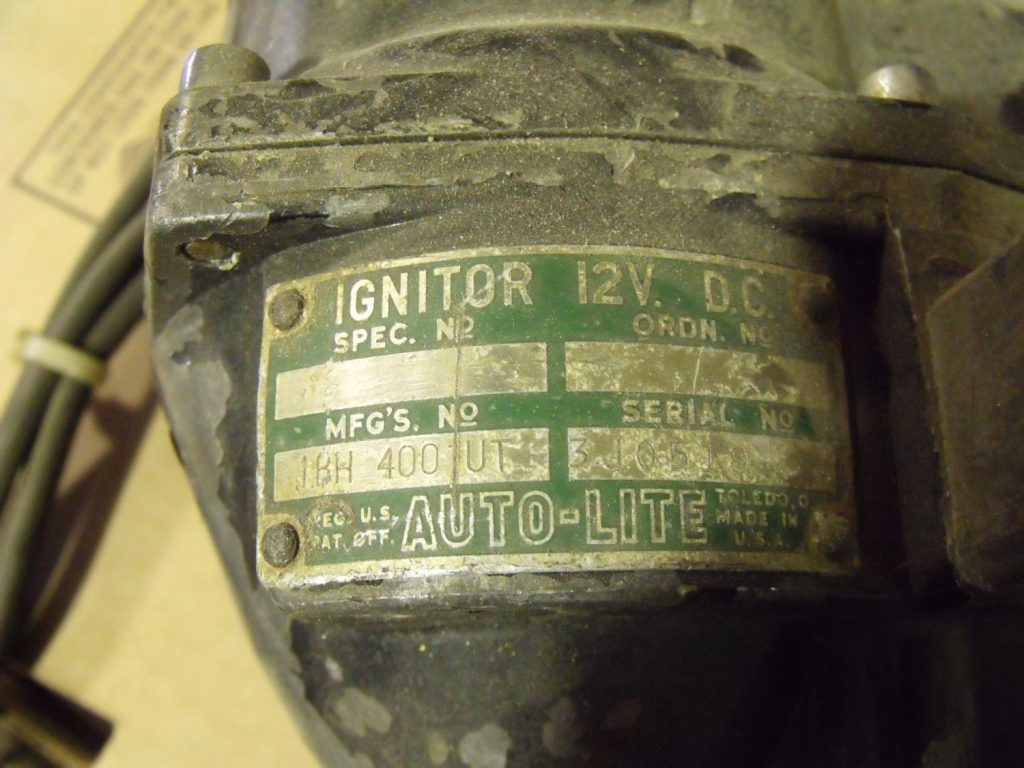 IGNITOR 12V. D.C.
SPEC. Nº ORDN. Nº
MFG'S. Nº SERIAL Nº
400 UT
REG. U.S. AUTO-LITE TOLEDO, O.
PAT. OFF. MADE IN
U.S.A.